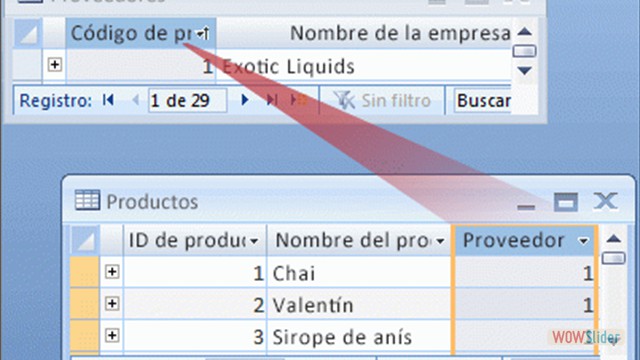 Proveedores
Código de pr Nombre de la empresa
1 Exotic Liquids
Registro: 1 de 29 Sin filtro Buscar
Productos
ID de produc Nombre del pro Proveedor
1 Chai 1
2 Valentín 1
3 Sirope de anís
WOWSlider